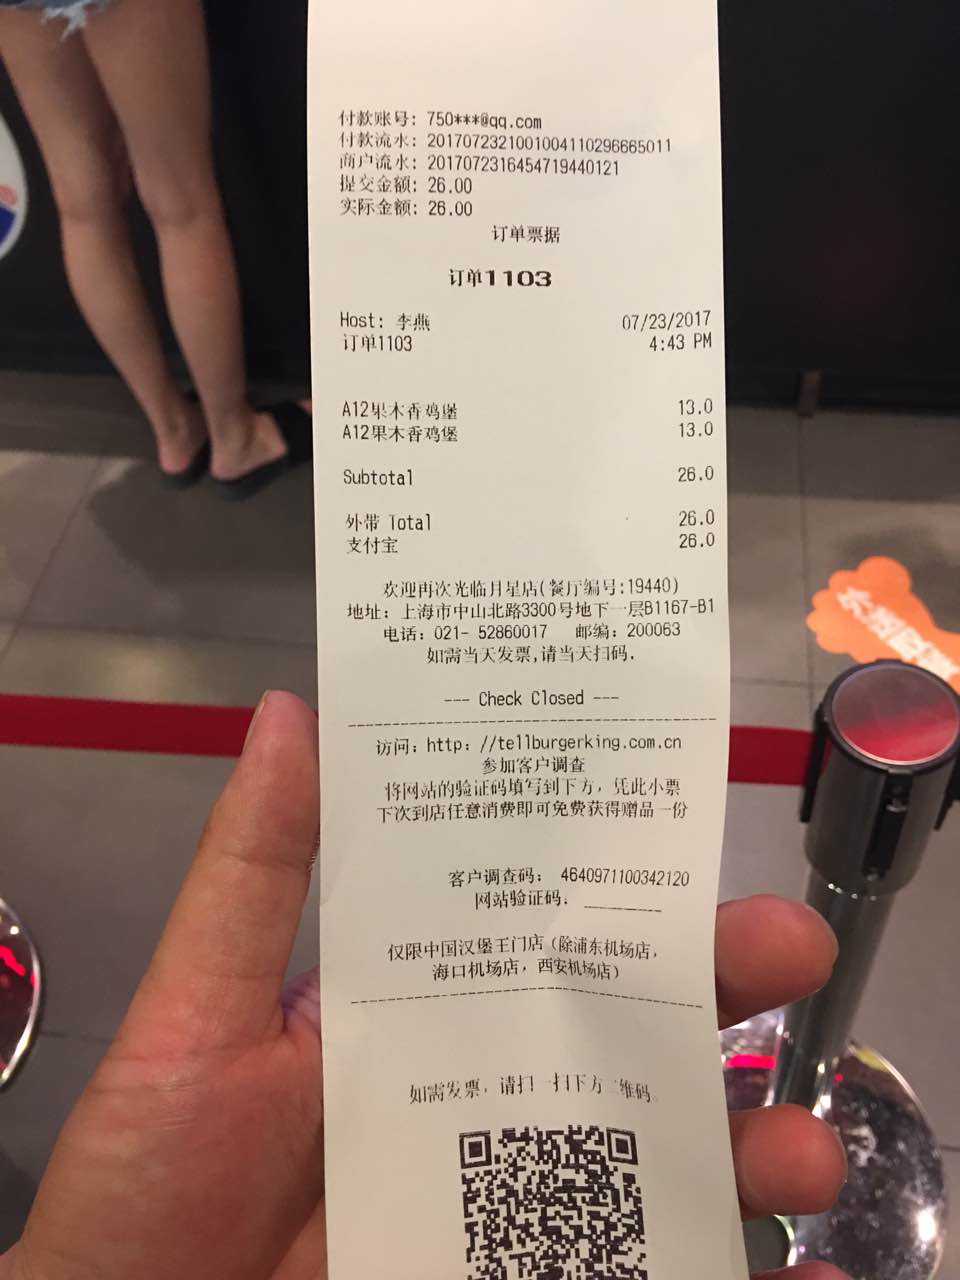 付款账号: 750***@qq.com
付款流水: 2017072321001004110296665011
商户流水: 2017072316454719440121
提交金额: 26.00
实际金额: 26.00
订单票据
订单1103
Host: 李燕 07/23/2017
订单1103 4:43 PM
A12果木香鸡堡 13.0
A12果木香鸡堡 13.0
Subtotal 26.0
外带 Total 26.0
支付宝 26.0
欢迎再次光临月星店(餐厅编号:19440)
地址: 上海市中山北路3300号地下一层B1167-B1
电话: 021- 52860017 邮编: 200063
如需当天发票,请当天扫码.
--- Check Closed ---
访问: http: //tellburgerking.com.cn
参加客户调查
将网站的验证码填写到下方, 凭此小票
下次到店任意消费即可免费获得赠品一份
客户调查码: 4640971100342120
网站验证码. ________
仅限中国汉堡王门店(除浦东机场店,
海口机场店, 西安机场店)
如需发票, 请扫一扫下方二维码。